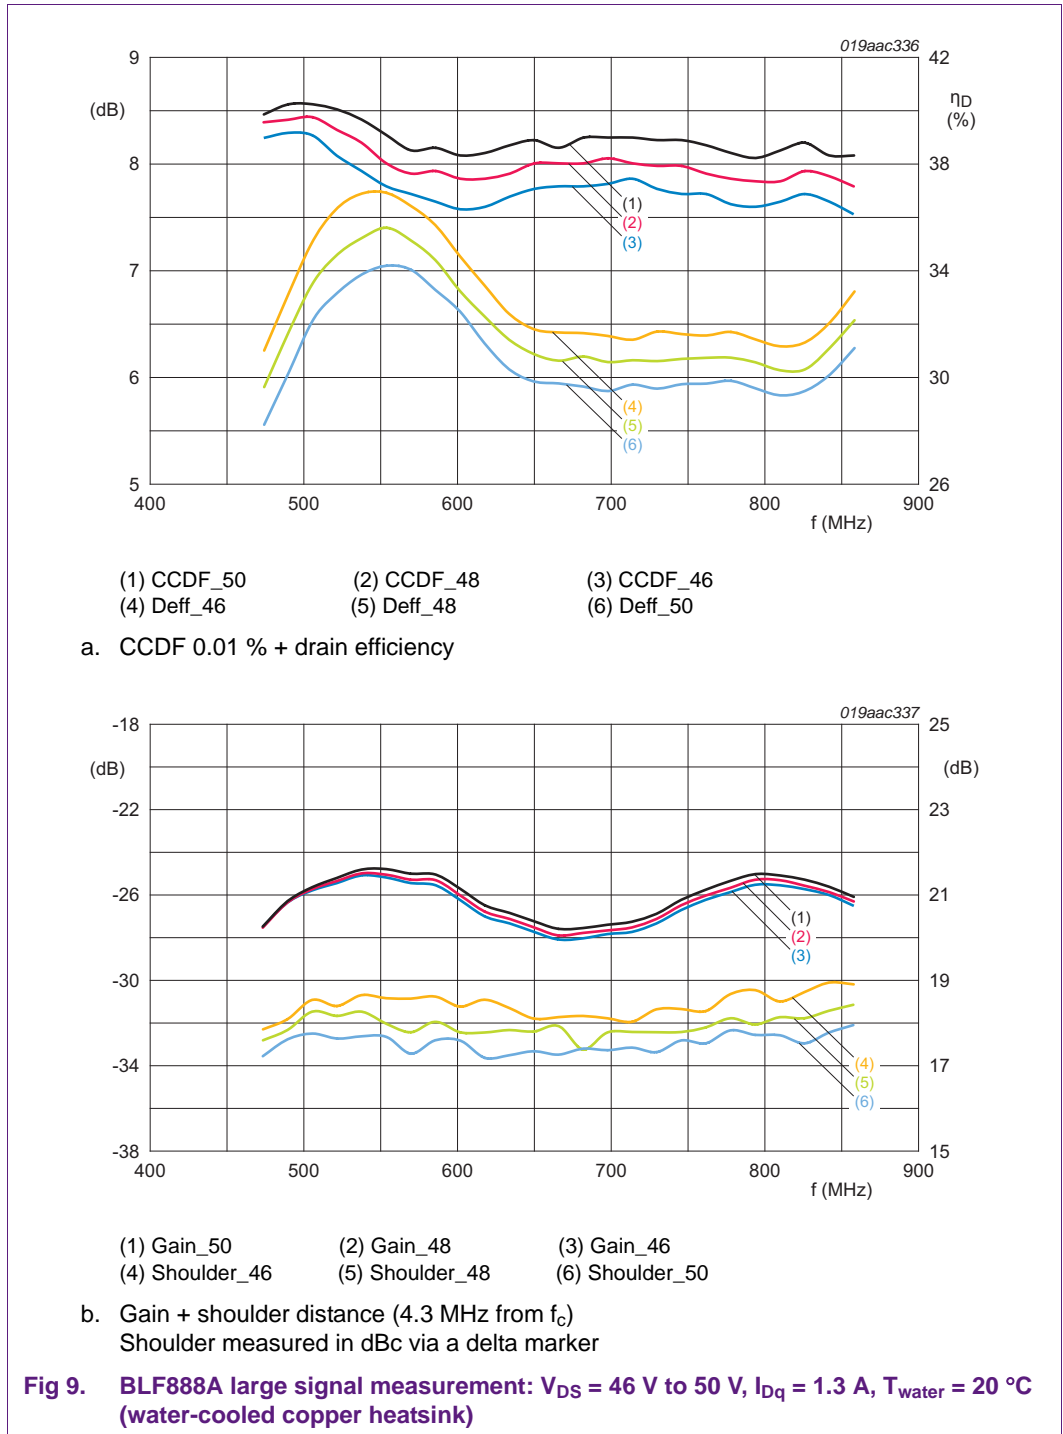 019aac336
9
42
(dB)
ηD
(%)
8
38
(1)
(2)
(3)
7
34
6
30
(4)
(5)
(6)
5
26
400
500
600
700
800
900
f (MHz)
(1) CCDF_50 (2) CCDF_48 (3) CCDF_46
(4) Deff_46 (5) Deff_48 (6) Deff_50
a. CCDF 0.01 % + drain efficiency
019aac337
-18
25
(dB)
(dB)
-22
23
-26
21
(1)
(2)
(3)
-30
19
-34
17
(4)
(5)
(6)
-38
15
400
500
600
700
800
900
f (MHz)
(1) Gain_50 (2) Gain_48 (3) Gain_46
(4) Shoulder_46 (5) Shoulder_48 (6) Shoulder_50
b. Gain + shoulder distance (4.3 MHz from fc)
Shoulder measured in dBc via a delta marker
Fig 9. BLF888A large signal measurement: VDS = 46 V to 50 V, IDq = 1.3 A, Twater = 20 °C
(water-cooled copper heatsink)